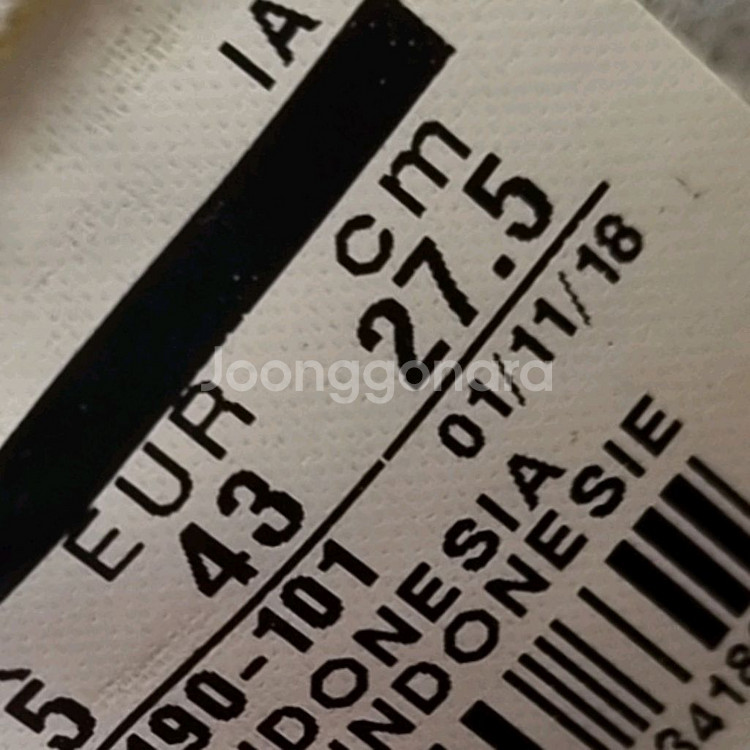 IA
EUR cm
43 27.5
190-101 01/11/18
INDONESIA
INDONESIE
Joonggonara